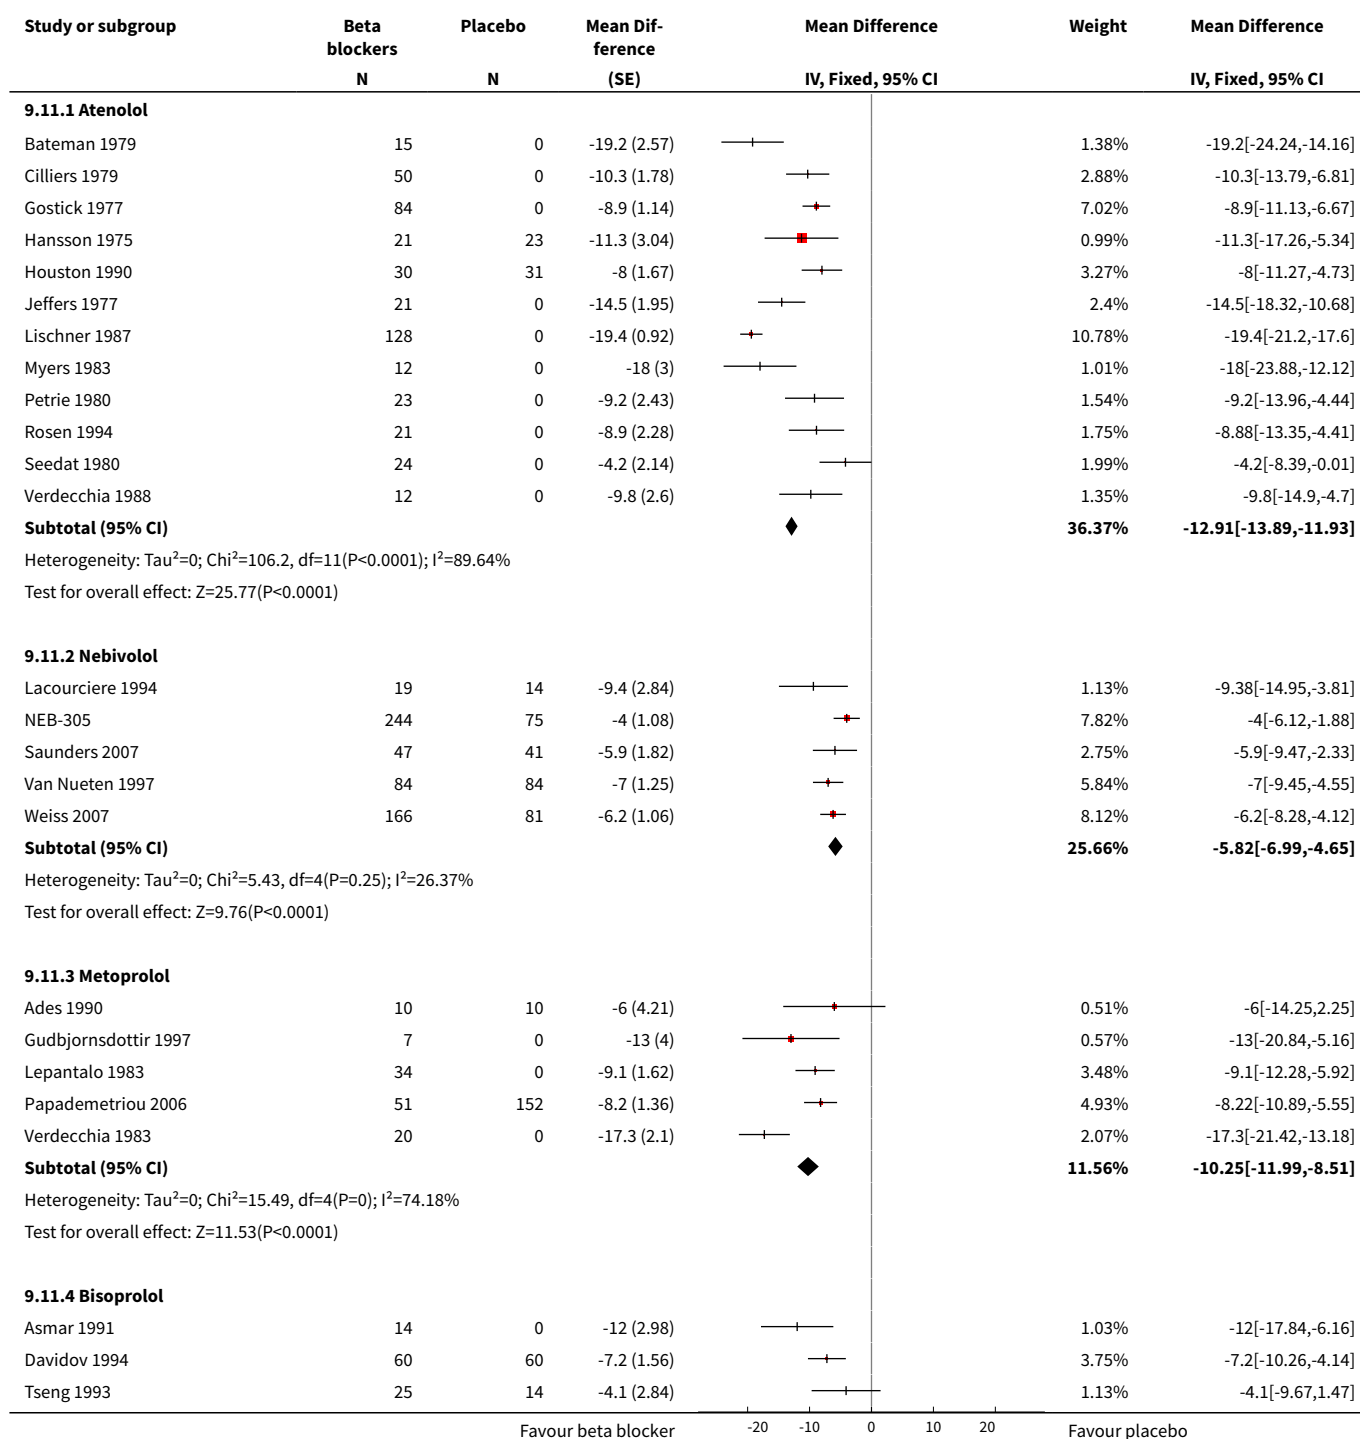 Study or subgroup Beta blockers Placebo Mean Dif-ference Mean Difference Weight Mean Difference
N N (SE) IV, Fixed, 95% CI IV, Fixed, 95% CI
9.11.1 Atenolol
Bateman 1979 15 0 -19.2 (2.57) 1.38% -19.2[-24.24,-14.16]
Cilliers 1979 50 0 -10.3 (1.78) 2.88% -10.3[-13.79,-6.81]
Gostick 1977 84 0 -8.9 (1.14) 7.02% -8.9[-11.13,-6.67]
Hansson 1975 21 23 -11.3 (3.04) 0.99% -11.3[-17.26,-5.34]
Houston 1990 30 31 -8 (1.67) 3.27% -8[-11.27,-4.73]
Jeffers 1977 21 0 -14.5 (1.95) 2.4% -14.5[-18.32,-10.68]
Lischner 1987 128 0 -19.4 (0.92) 10.78% -19.4[-21.2,-17.6]
Myers 1983 12 0 -18 (3) 1.01% -18[-23.88,-12.12]
Petrie 1980 23 0 -9.2 (2.43) 1.54% -9.2[-13.96,-4.44]
Rosen 1994 21 0 -8.9 (2.28) 1.75% -8.88[-13.35,-4.41]
Seedat 1980 24 0 -4.2 (2.14) 1.99% -4.2[-8.39,-0.01]
Verdecchia 1988 12 0 -9.8 (2.6) 1.35% -9.8[-14.9,-4.7]
Subtotal (95% CI) 36.37% -12.91[-13.89,-11.93]
Heterogeneity: Tau²=0; Chi²=106.2, df=11(P<0.0001); I²=89.64%
Test for overall effect: Z=25.77(P<0.0001)
9.11.2 Nebivolol
Lacourciere 1994 19 14 -9.4 (2.84) 1.13% -9.38[-14.95,-3.81]
NEB-305 244 75 -4 (1.08) 7.82% -4[-6.12,-1.88]
Saunders 2007 47 41 -5.9 (1.82) 2.75% -5.9[-9.47,-2.33]
Van Nueten 1997 84 84 -7 (1.25) 5.84% -7[-9.45,-4.55]
Weiss 2007 166 81 -6.2 (1.06) 8.12% -6.2[-8.28,-4.12]
Subtotal (95% CI) 25.66% -5.82[-6.99,-4.65]
Heterogeneity: Tau²=0; Chi²=5.43, df=4(P=0.25); I²=26.37%
Test for overall effect: Z=9.76(P<0.0001)
9.11.3 Metoprolol
Ades 1990 10 10 -6 (4.21) 0.51% -6[-14.25,2.25]
Gudbjornsdottir 1997 7 0 -13 (4) 0.57% -13[-20.84,-5.16]
Lepantalo 1983 34 0 -9.1 (1.62) 3.48% -9.1[-12.28,-5.92]
Papademetriou 2006 51 152 -8.2 (1.36) 4.93% -8.22[-10.89,-5.55]
Verdecchia 1983 20 0 -17.3 (2.1) 2.07% -17.3[-21.42,-13.18]
Subtotal (95% CI) 11.56% -10.25[-11.99,-8.51]
Heterogeneity: Tau²=0; Chi²=15.49, df=4(P=0); I²=74.18%
Test for overall effect: Z=11.53(P<0.0001)
9.11.4 Bisoprolol
Asmar 1991 14 0 -12 (2.98) 1.03% -12[-17.84,-6.16]
Davidov 1994 60 60 -7.2 (1.56) 3.75% -7.2[-10.26,-4.14]
Tseng 1993 25 14 -4.1 (2.84) 1.13% -4.1[-9.67,1.47]
Favour beta blocker -20 -10 0 10 20 Favour placebo